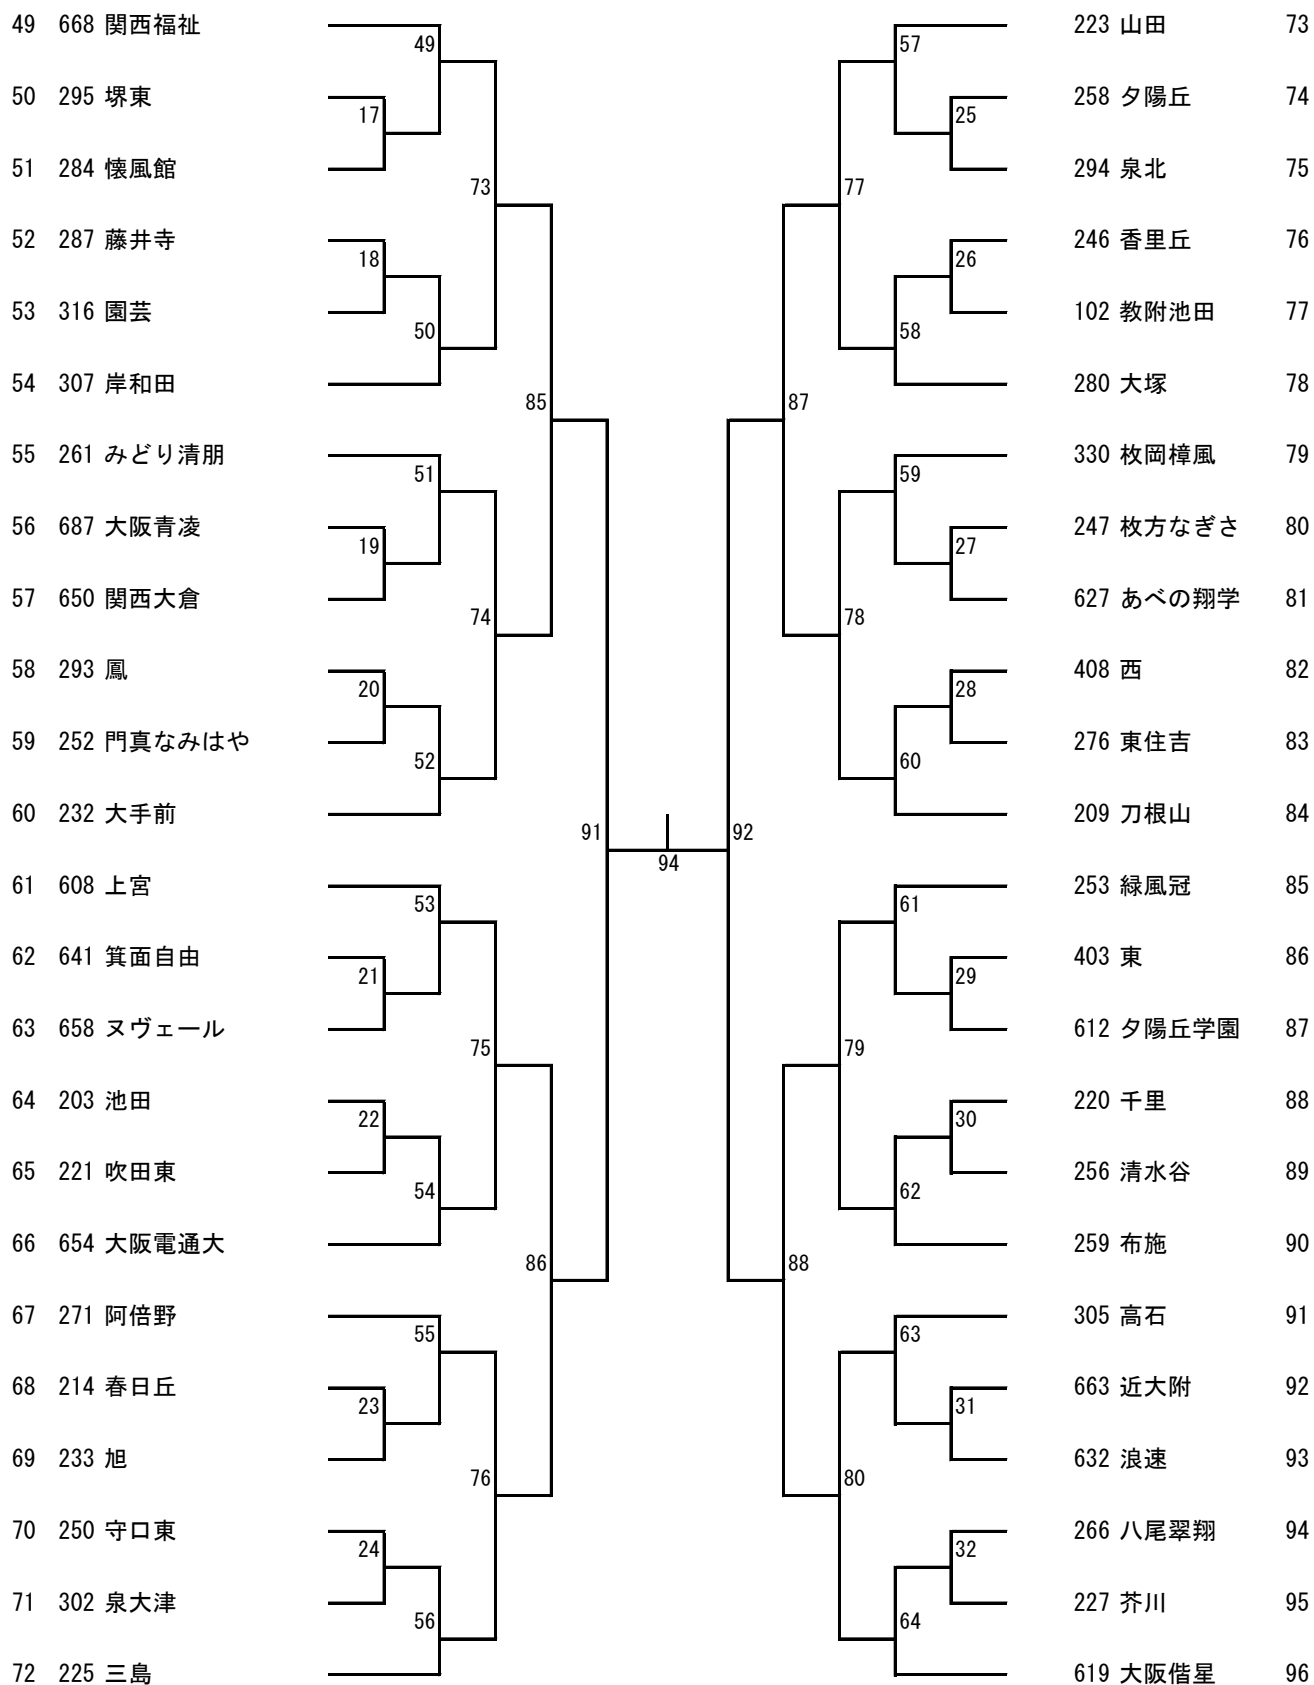 49 668 関西福祉
49
50 295 堺東
17
51 284 懐風館
73
52 287 藤井寺
18
53 316 園芸
50
54 307 岸和田
85
55 261 みどり清朋
51
56 687 大阪青凌
19
57 650 関西大倉
74
58 293 鳳
20
59 252 門真なみはや
52
60 232 大手前
91
61 608 上宮
53
62 641 箕面自由
21
63 658 ヌヴェール
75
64 203 池田
22
65 221 吹田東
54
66 654 大阪電通大
86
67 271 阿倍野
55
68 214 春日丘
23
69 233 旭
76
70 250 守口東
24
71 302 泉大津
56
72 225 三島
94
223 山田 73
57
258 夕陽丘 74
25
294 泉北 75
77
246 香里丘 76
26
102 教附池田 77
58
280 大塚 78
87
330 枚岡樟風 79
59
247 枚方なぎさ 80
27
627 あべの翔学 81
78
408 西 82
28
276 東住吉 83
60
209 刀根山 84
92
253 緑風冠 85
61
403 東 86
29
612 夕陽丘学園 87
79
220 千里 88
30
256 清水谷 89
62
259 布施 90
88
305 高石 91
63
663 近大附 92
31
632 浪速 93
80
266 八尾翠翔 94
32
227 芥川 95
64
619 大阪偕星 96